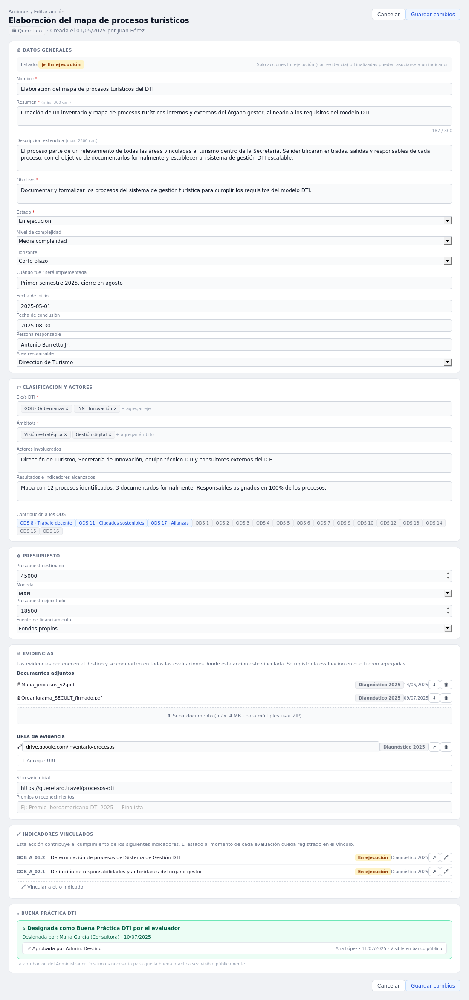 Acciones / Editar acción
Elaboración del mapa de procesos turísticos
Cancelar
Guardar cambios
🏛 Querétaro · Creada el 01/05/2025 por Juan Pérez
📄 DATOS GENERALES
Estado: ▶ En ejecución
Solo acciones En ejecución (con evidencia) o Finalizadas pueden asociarse a un indicador
Nombre *
Elaboración del mapa de procesos turísticos del DTI
Resumen * (máx. 300 car.)
Creación de un inventario y mapa de procesos turísticos internos y externos del órgano gestor, alineado a los requisitos del modelo DTI.
187 / 300
Descripción extendida (máx. 2500 car.)
El proceso parte de un relevamiento de todas las áreas vinculadas al turismo dentro de la Secretaría. Se identificarán entradas, salidas y responsables de cada
proceso, con el objetivo de documentarlos formalmente y establecer un sistema de gestión DTI escalable.
Objetivo *
Documentar y formalizar los procesos del sistema de gestión turística para cumplir los requisitos del modelo DTI.
Estado *
En ejecución
Nivel de complejidad
Media complejidad
Horizonte
Corto plazo
Cuándo fue / será implementada
Primer semestre 2025, cierre en agosto
Fecha de inicio
2025-05-01
Fecha de conclusión
2025-08-30
Persona responsable
Antonio Barretto Jr.
Área responsable
Dirección de Turismo
🏷 CLASIFICACIÓN Y ACTORES
Eje/s DTI *
GOB · Gobernanza × INN · Innovación × + agregar eje
Ámbito/s *
Visión estratégica × Gestión digital × + agregar ámbito
Actores involucrados
Dirección de Turismo, Secretaría de Innovación, equipo técnico DTI y consultores externos del ICF.
Resultados e indicadores alcanzados
Mapa con 12 procesos identificados. 3 documentados formalmente. Responsables asignados en 100% de los procesos.
Contribución a los ODS
ODS 8 · Trabajo decente ODS 11 · Ciudades sostenibles ODS 17 · Alianzas ODS 1 ODS 2 ODS 3 ODS 4 ODS 5 ODS 6 ODS 7 ODS 9 ODS 10 ODS 12 ODS 13 ODS 14
ODS 15 ODS 16
💰 PRESUPUESTO
Presupuesto estimado
45000
Moneda
MXN
Presupuesto ejecutado
18500
Fuente de financiamiento
Fondos propios
📎 EVIDENCIAS
Las evidencias pertenecen al destino y se comparten en todas las evaluaciones donde esta acción esté vinculada. Se registra la evaluación en que fueron agregadas.
Documentos adjuntos
📄 Mapa_procesos_v2.pdf Diagnóstico 2025 14/06/2025 ⬇ 🗑
📄 Organigrama_SECULT_firmado.pdf Diagnóstico 2025 09/07/2025 ⬇ 🗑
⬆ Subir documento (máx. 4 MB · para múltiples usar ZIP)
URLs de evidencia
🔗 drive.google.com/inventario-procesos Diagnóstico 2025 ↗ 🗑
+ Agregar URL
Sitio web oficial
https://queretaro.travel/procesos-dti
Premios o reconocimientos
Ej: Premio Iberoamericano DTI 2025 — Finalista
🔗 INDICADORES VINCULADOS
Esta acción contribuye al cumplimiento de los siguientes indicadores. El estado al momento de cada evaluación queda registrado en el vínculo.
GOB_A_01.2 Determinación de procesos del Sistema de Gestión DTI En ejecución Diagnóstico 2025 ↗ 🔗
GOB_A_02.1 Definición de responsabilidades y autoridades del órgano gestor En ejecución Diagnóstico 2025 ↗ 🔗
🔗 Vincular a otro indicador
⭐ BUENA PRÁCTICA DTI
⭐ Designada como Buena Práctica DTI por el evaluador
Designada por: María García (Consultora) · 10/07/2025
✅ Aprobada por Admin. Destino Ana López · 11/07/2025 · Visible en banco público
La aprobación del Administrador Destino es necesaria para que la buena práctica sea visible públicamente.
Cancelar
Guardar cambios